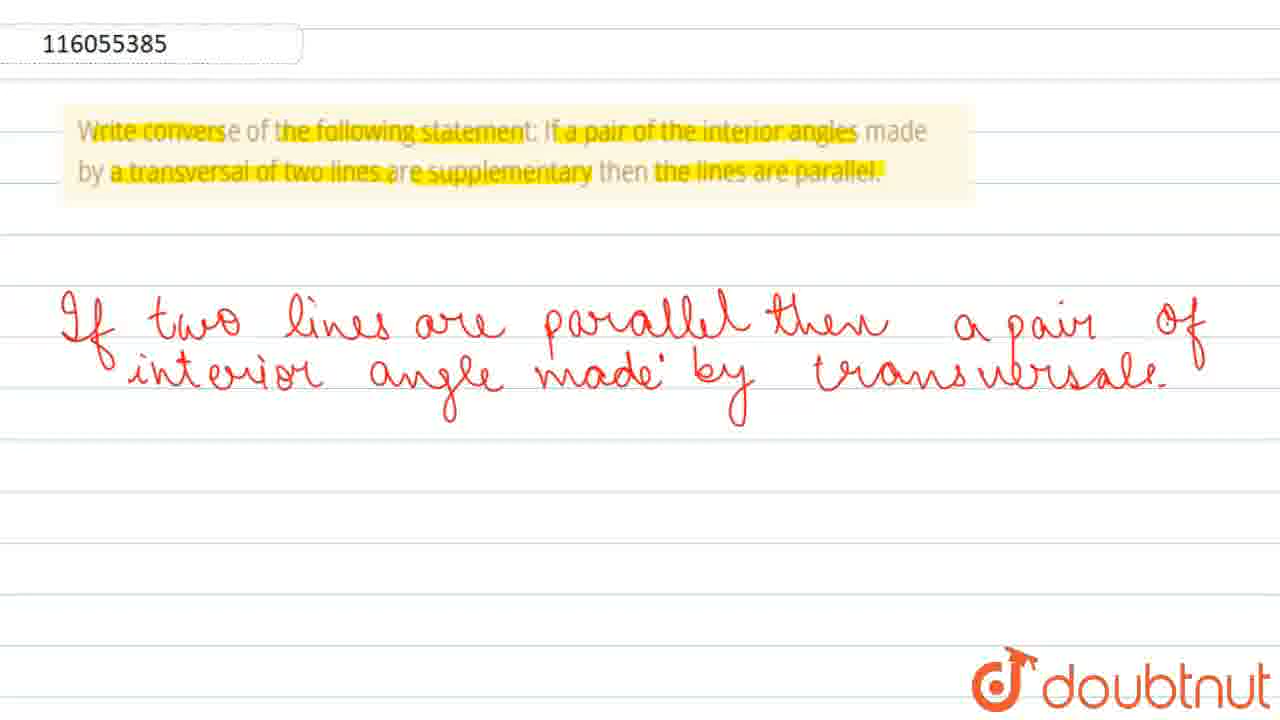 116055385
Write converse of the following statement: If a pair of the interior angles made
by a transversal of two lines are supplementary then the lines are parallel.
If two lines are parallel then a pair of
interior angle made by transversals.
doubtnut